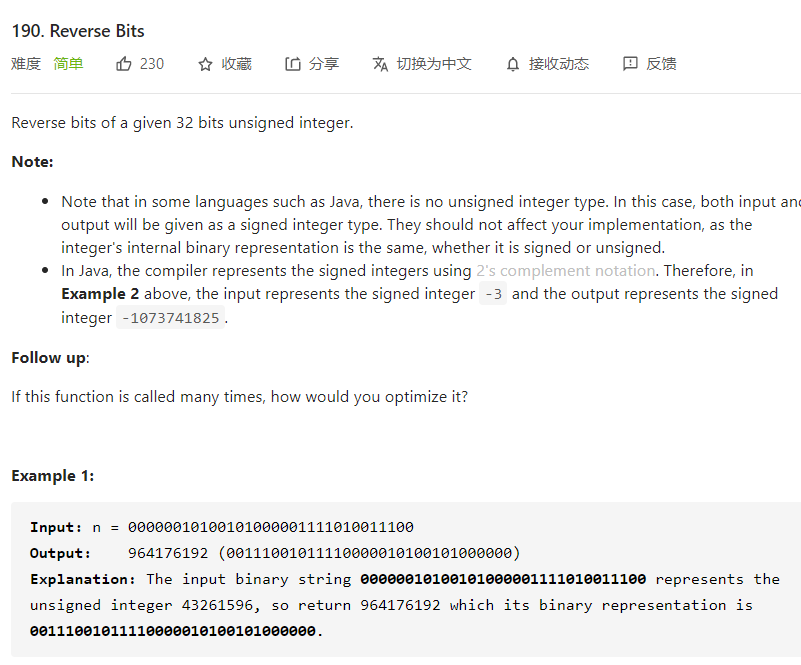 190. Reverse Bits
难度 简单 230 收藏 分享 切换为中文 接收动态 反馈
Reverse bits of a given 32 bits unsigned integer.
Note:
Note that in some languages such as Java, there is no unsigned integer type. In this case, both input and
output will be given as a signed integer type. They should not affect your implementation, as the
integer's internal binary representation is the same, whether it is signed or unsigned.
In Java, the compiler represents the signed integers using 2's complement notation. Therefore, in
Example 2 above, the input represents the signed integer -3 and the output represents the signed
integer -1073741825.
Follow up:
If this function is called many times, how would you optimize it?
Example 1:
Input: n = 00000010100101000001111010011100
Output: 964176192 (00111001011110000010100101000000)
Explanation: The input binary string 00000010100101000001111010011100 represents the
unsigned integer 43261596, so return 964176192 which its binary representation is
00111001011110000010100101000000.